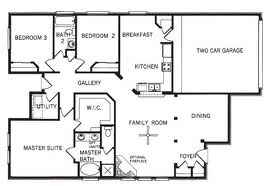 BEDROOM 3
BATH
2
BEDROOM 2
BREAKFAST
KITCHEN
TWO CAR GARAGE
GALLERY
UTILITY
W.I.C.
FAMILY ROOM
DINING
MASTER SUITE
MASTER
BATH
OPTIONAL
FIREPLACE
FOYER